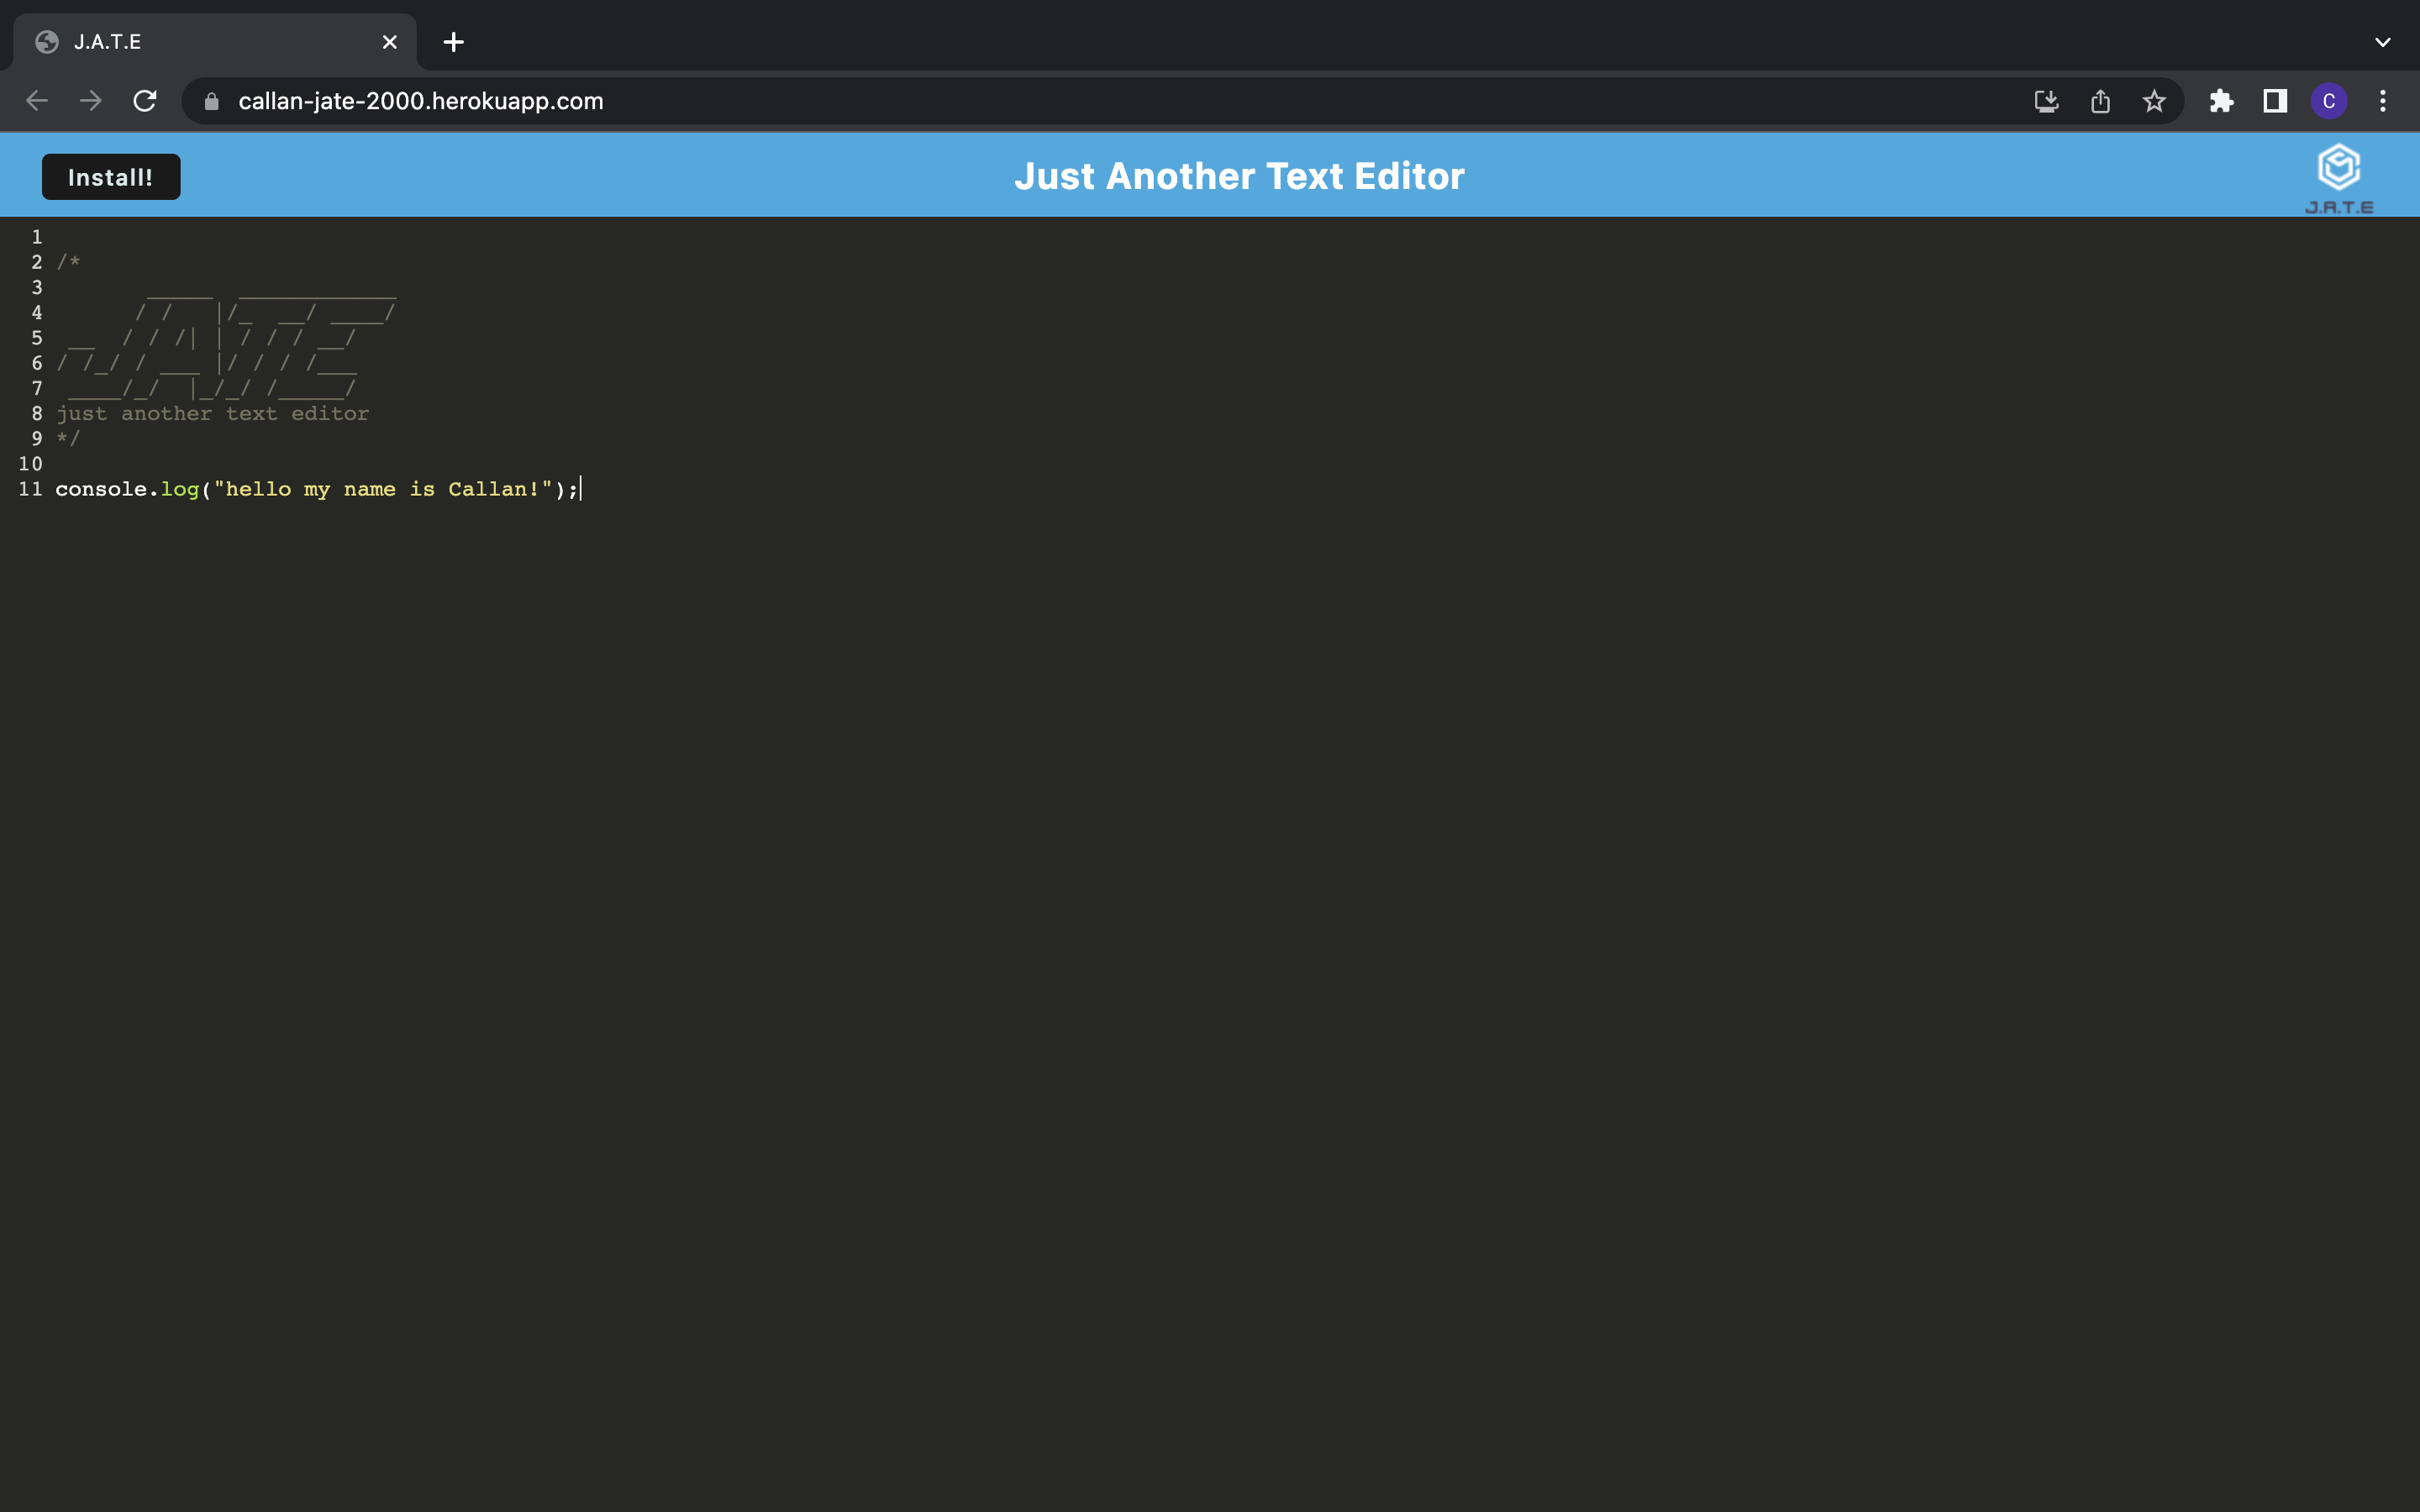 J.A.T.E
callan-jate-2000.herokuapp.com
C
Install!
Just Another Text Editor
J.A.T.E
1
2 /*
3        _____  ____________
4       / /   |/_  __/ ____/
5  __  / / /| | / / / __/
6 / /_/ / ___ |/ / / /___
7  ____/_/  |_/_/ /_____/
8 just another text editor
9 */
10
11 console.log("hello my name is Callan!");